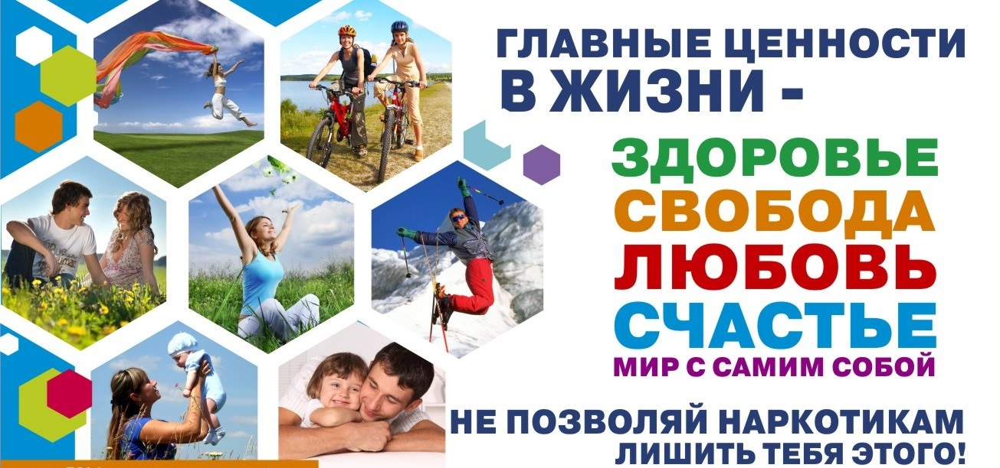 ГЛАВНЫЕ ЦЕННОСТИ
В ЖИЗНИ -
ЗДОРОВЬЕ
СВОБОДА
ЛЮБОВЬ
СЧАСТЬЕ
МИР С САМИМ СОБОЙ
НЕ ПОЗВОЛЯЙ НАРКОТИКАМ
ЛИШИТЬ ТЕБЯ ЭТОГО!